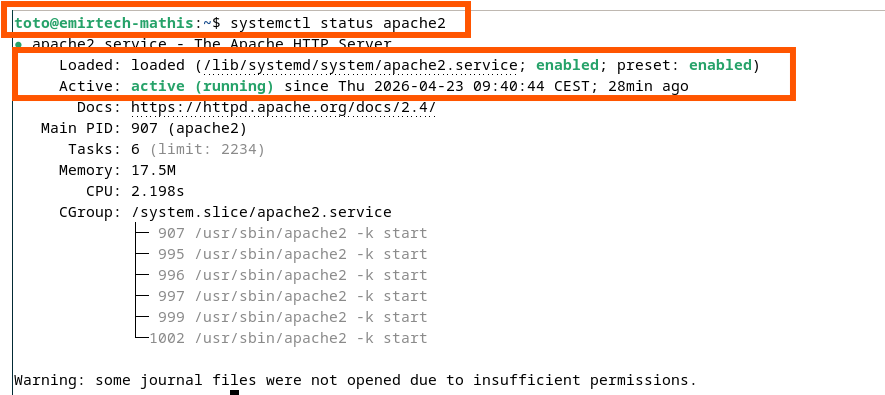 toto@emirtech-mathis:~$ systemctl status apache2
● apache2.service - The Apache HTTP Server
Loaded: loaded (/lib/systemd/system/apache2.service; enabled; preset: enabled)
Active: active (running) since Thu 2026-04-23 09:40:44 CEST; 28min ago
Docs: https://httpd.apache.org/docs/2.4/
Main PID: 907 (apache2)
Tasks: 6 (limit: 2234)
Memory: 17.5M
CPU: 2.198s
CGroup: /system.slice/apache2.service
├─ 907 /usr/sbin/apache2 -k start
├─ 995 /usr/sbin/apache2 -k start
├─ 996 /usr/sbin/apache2 -k start
├─ 997 /usr/sbin/apache2 -k start
├─ 999 /usr/sbin/apache2 -k start
└─1002 /usr/sbin/apache2 -k start
Warning: some journal files were not opened due to insufficient permissions.